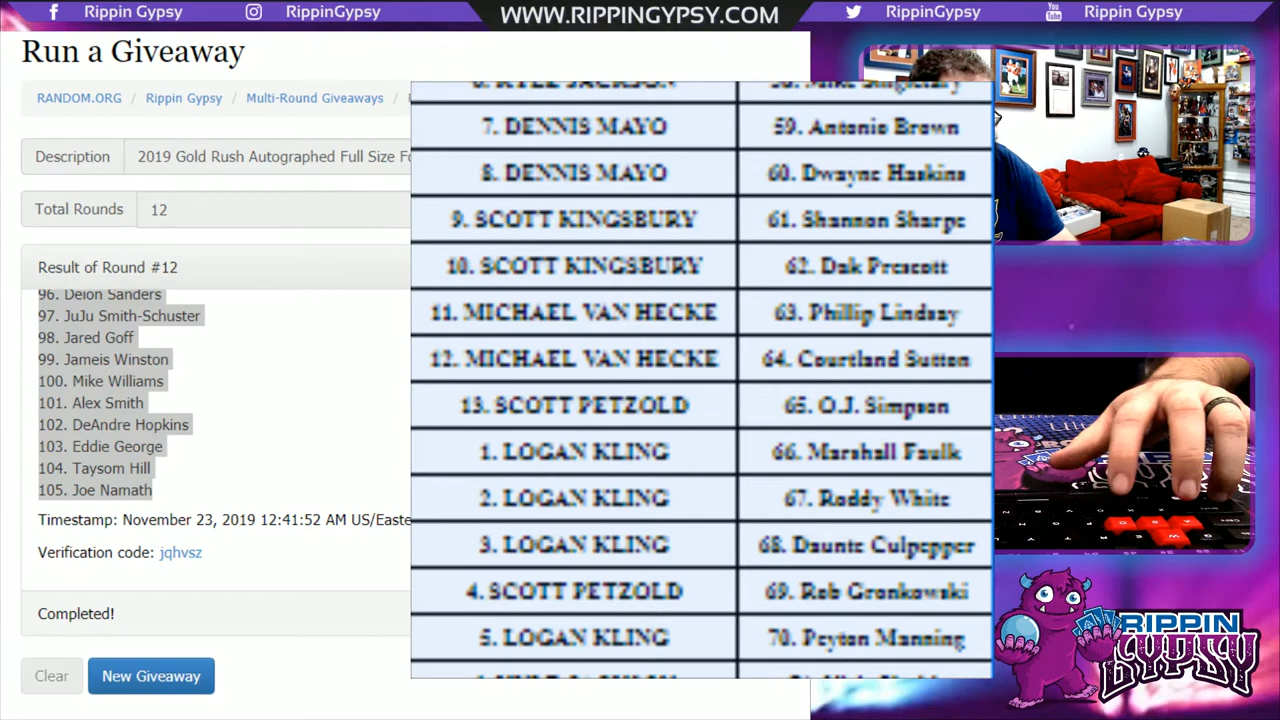 Rippin Gypsy
RippinGypsy
WWW.RIPPINGYPSY.COM
RippinGypsy
Rippin Gypsy
Run a Giveaway
RANDOM.ORG / Rippin Gypsy / Multi-Round Giveaways /
Description 2019 Gold Rush Autographed Full Size Fo
Total Rounds 12
Result of Round #12
96. Deion Sanders
97. JuJu Smith-Schuster
98. Jared Goff
99. Jameis Winston
100. Mike Williams
101. Alex Smith
102. DeAndre Hopkins
103. Eddie George
104. Taysom Hill
105. Joe Namath
Timestamp: November 23, 2019 12:41:52 AM US/Easte
Verification code: jqhvsz
Completed!
Clear New Giveaway
6. KYLE JACKSON 58. Mike Singletary
7. DENNIS MAYO 59. Antonio Brown
8. DENNIS MAYO 60. Dwayne Haskins
9. SCOTT KINGSBURY 61. Shannon Sharpe
10. SCOTT KINGSBURY 62. Dak Prescott
11. MICHAEL VAN HECKE 63. Phillip Lindsay
12. MICHAEL VAN HECKE 64. Courtland Sutton
13. SCOTT PETZOLD 65. O.J. Simpson
1. LOGAN KLING 66. Marshall Faulk
2. LOGAN KLING 67. Roddy White
3. LOGAN KLING 68. Daunte Culpepper
4. SCOTT PETZOLD 69. Rob Gronkowski
5. LOGAN KLING 70. Peyton Manning
RIPPIN
GYPSY